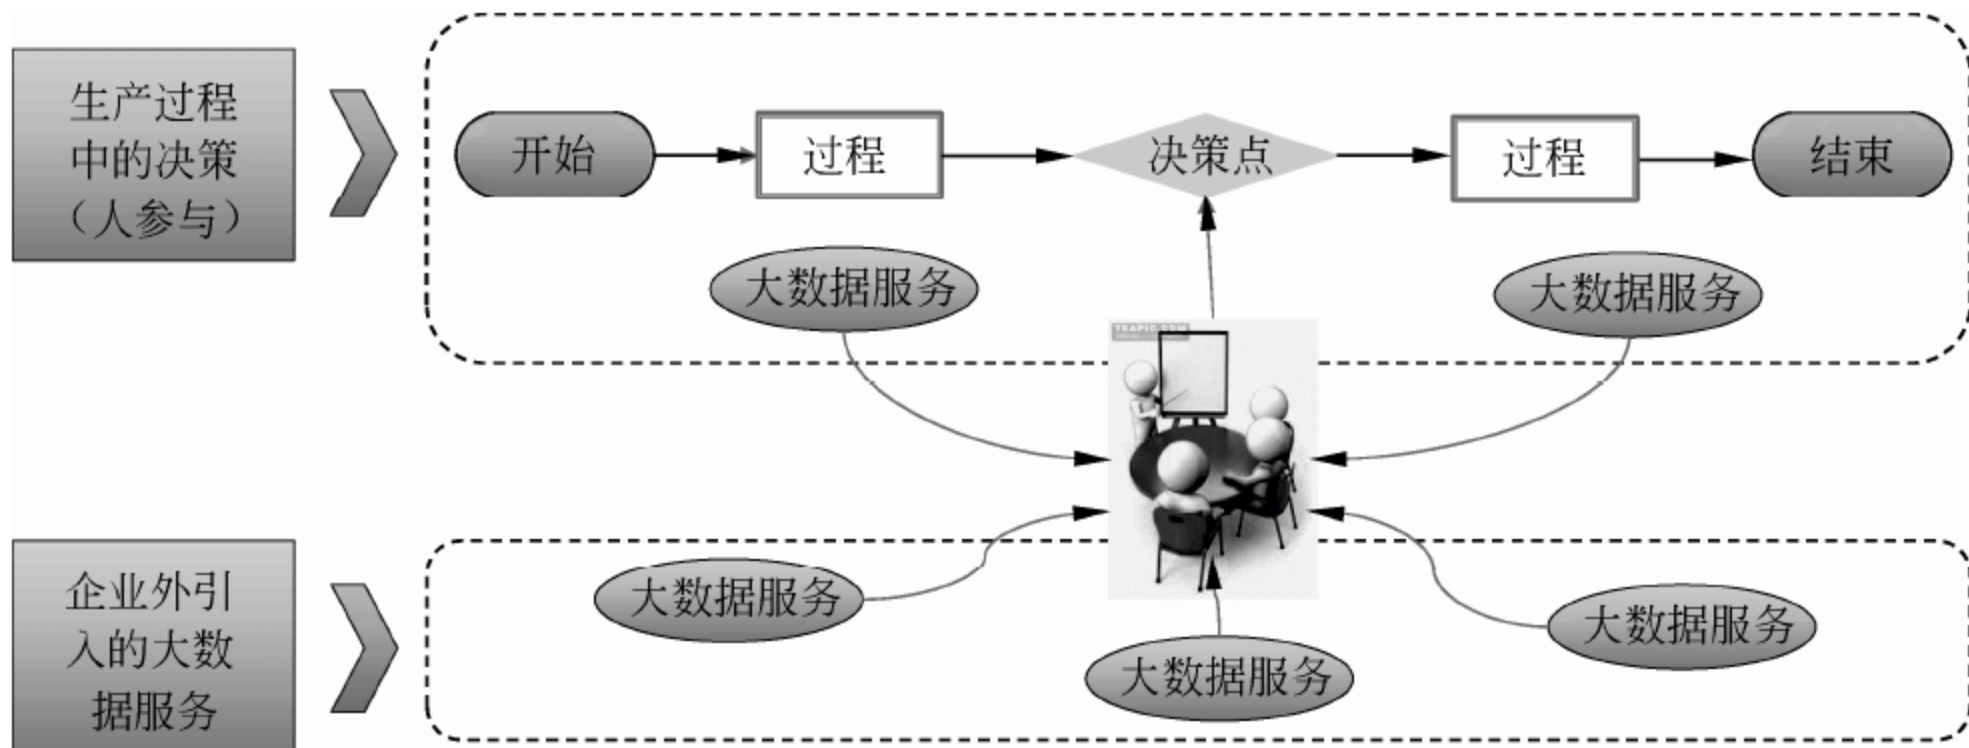 生产过程
中的决策
（人参与）
开始
过程
决策点
过程
结束
大数据服务
大数据服务
TEAPIC.COM
企业外引
入的大数
据服务
大数据服务
大数据服务
大数据服务